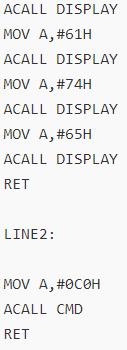 ACALL DISPLAY
MOV A,#61H
ACALL DISPLAY
MOV A,#74H
ACALL DISPLAY
MOV A,#65H
ACALL DISPLAY
RET
LINE2:
MOV A,#0C0H
ACALL CMD
RET